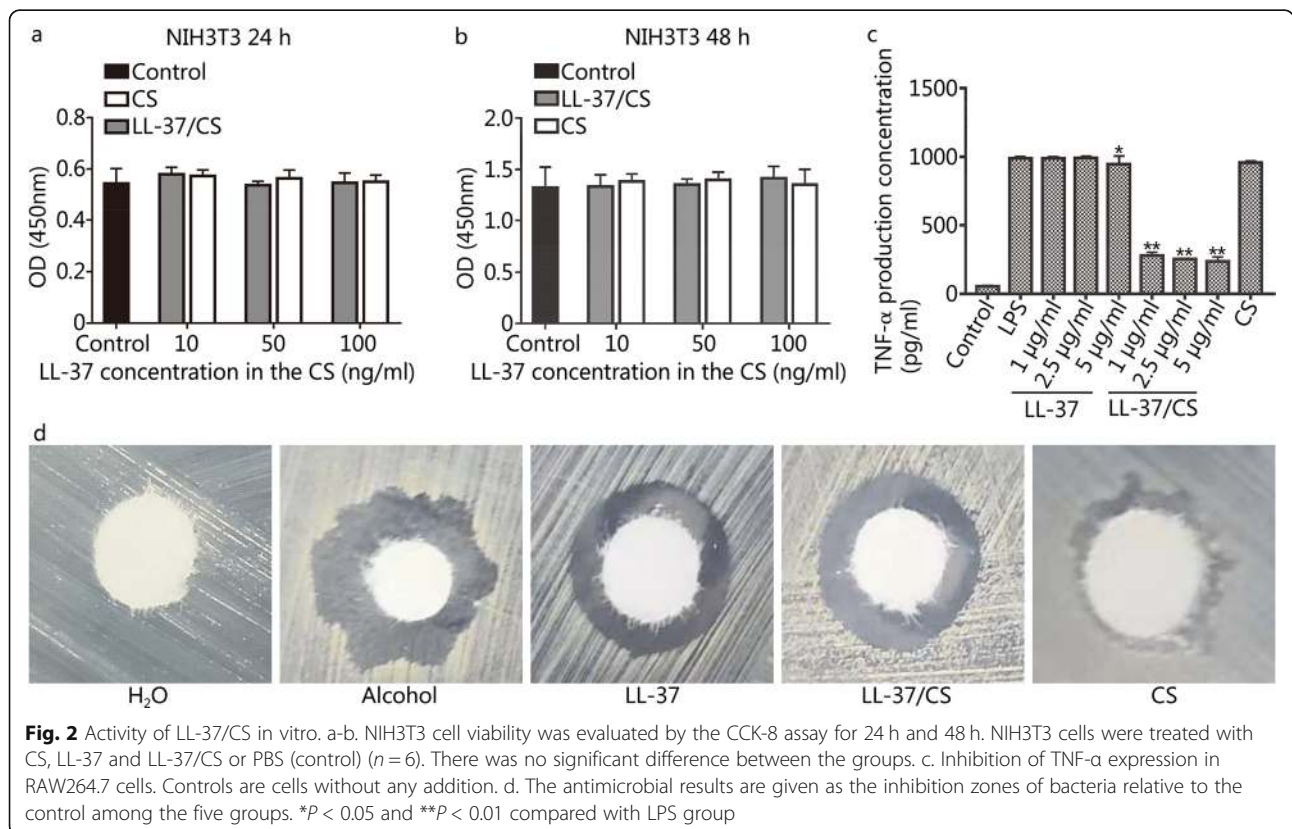 a
NIH3T3 24 h
Control
CS
LL-37/CS
OD (450nm)
0.8
0.6
0.4
0.2
0
Control 10 50 100
LL-37 concentration in the CS (ng/ml)
b
NIH3T3 48 h
Control
LL-37/CS
CS
OD (450nm)
2.0
1.5
1.0
0.5
0
Control 10 50 100
LL-37 concentration in the CS (ng/ml)
c
TNF-α production concentration
(pg/ml)
1500
1000
500
0
*
** ** **
Control LPS 1 μg/ml 2.5 μg/ml 5 μg/ml 1 μg/ml 2.5 μg/ml 5 μg/ml CS
LL-37 LL-37/CS
d
H₂O Alcohol LL-37 LL-37/CS CS
Fig. 2 Activity of LL-37/CS in vitro. a-b. NIH3T3 cell viability was evaluated by the CCK-8 assay for 24 h and 48 h. NIH3T3 cells were treated with
CS, LL-37 and LL-37/CS or PBS (control) (n = 6). There was no significant difference between the groups. c. Inhibition of TNF-α expression in
RAW264.7 cells. Controls are cells without any addition. d. The antimicrobial results are given as the inhibition zones of bacteria relative to the
control among the five groups. *P < 0.05 and **P < 0.01 compared with LPS group